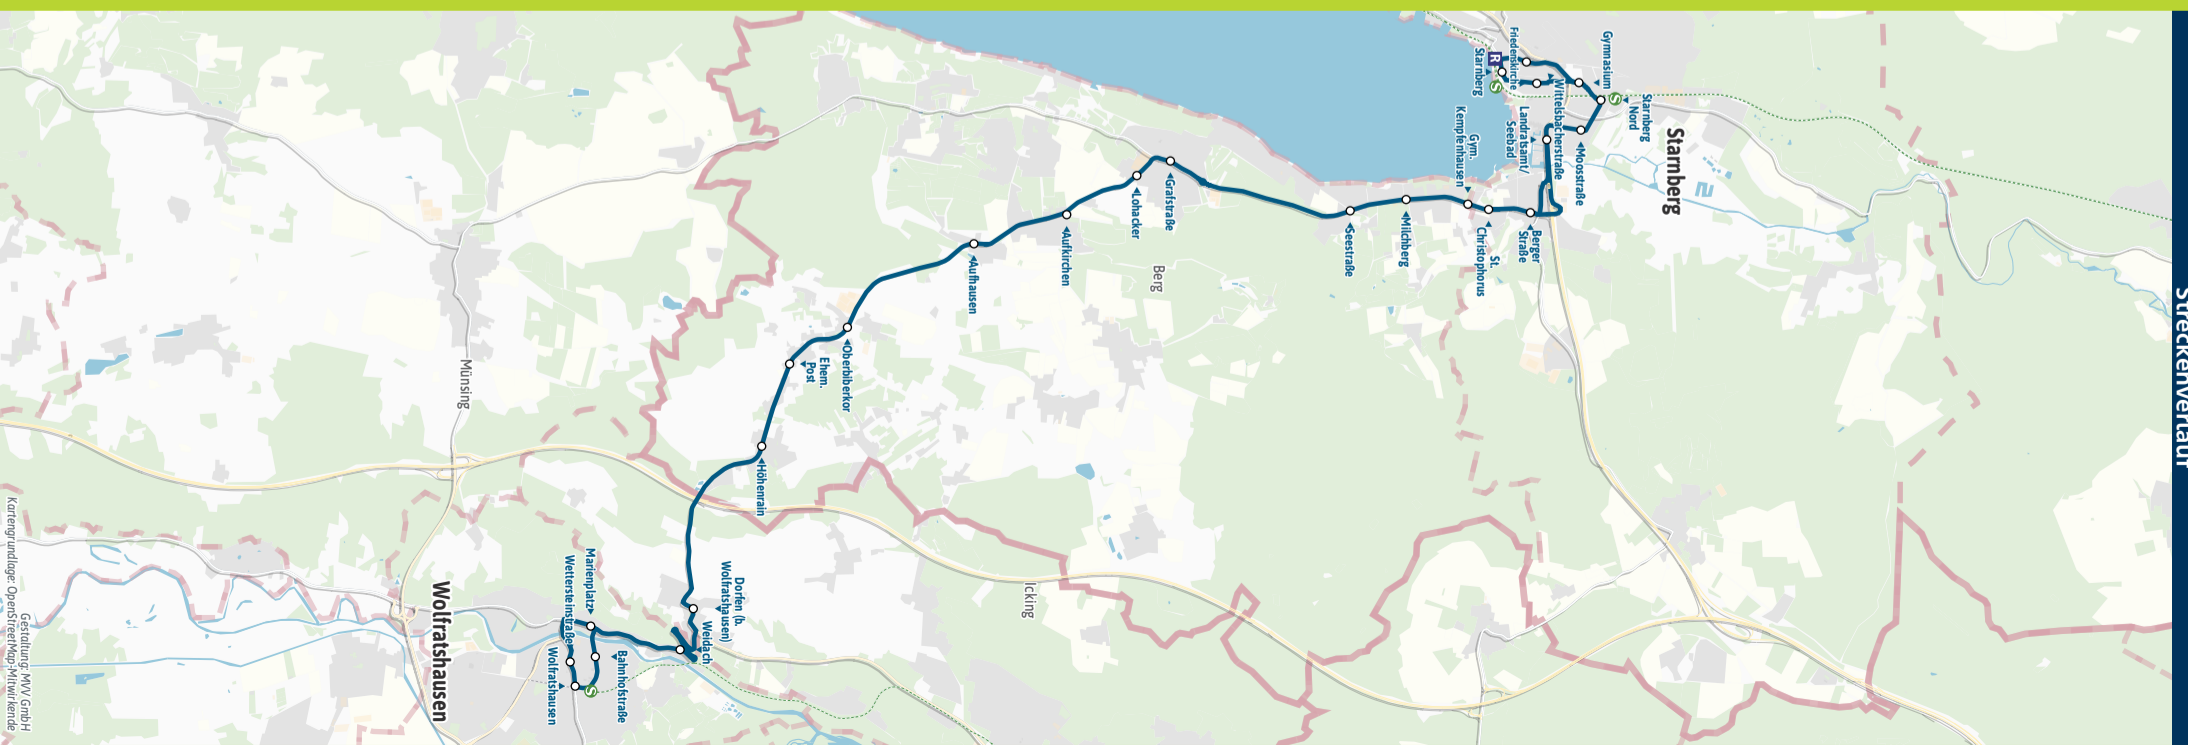 Streckenverlauf
Starnberg
Gymnasium
Starnberg
Nord
Friedenskirche
R
Starnberg
S
S
Wittelsbacherstraße
Moosstraße
Landratsamt/
Seebad
Gym.
Kempfenhausen
Berger
Straße
St.
Christophorus
Milchberg
Seestraße
Berg
Grafstraße
Lohacker
Aufkirchen
Aufhausen
Oberbiberkor
Ehem.
Post
Höhenrain
Icking
Münsing
Dorfen (b.
Wolfratshausen)
Weidach
Marienplatz
Wettersteinstraße
Bahnhofstraße
Wolfratshausen
S
Wolfratshausen
Gestaltung: MVV GmbH
Kartengrundlage: OpenStreetMap-Mitwirkende